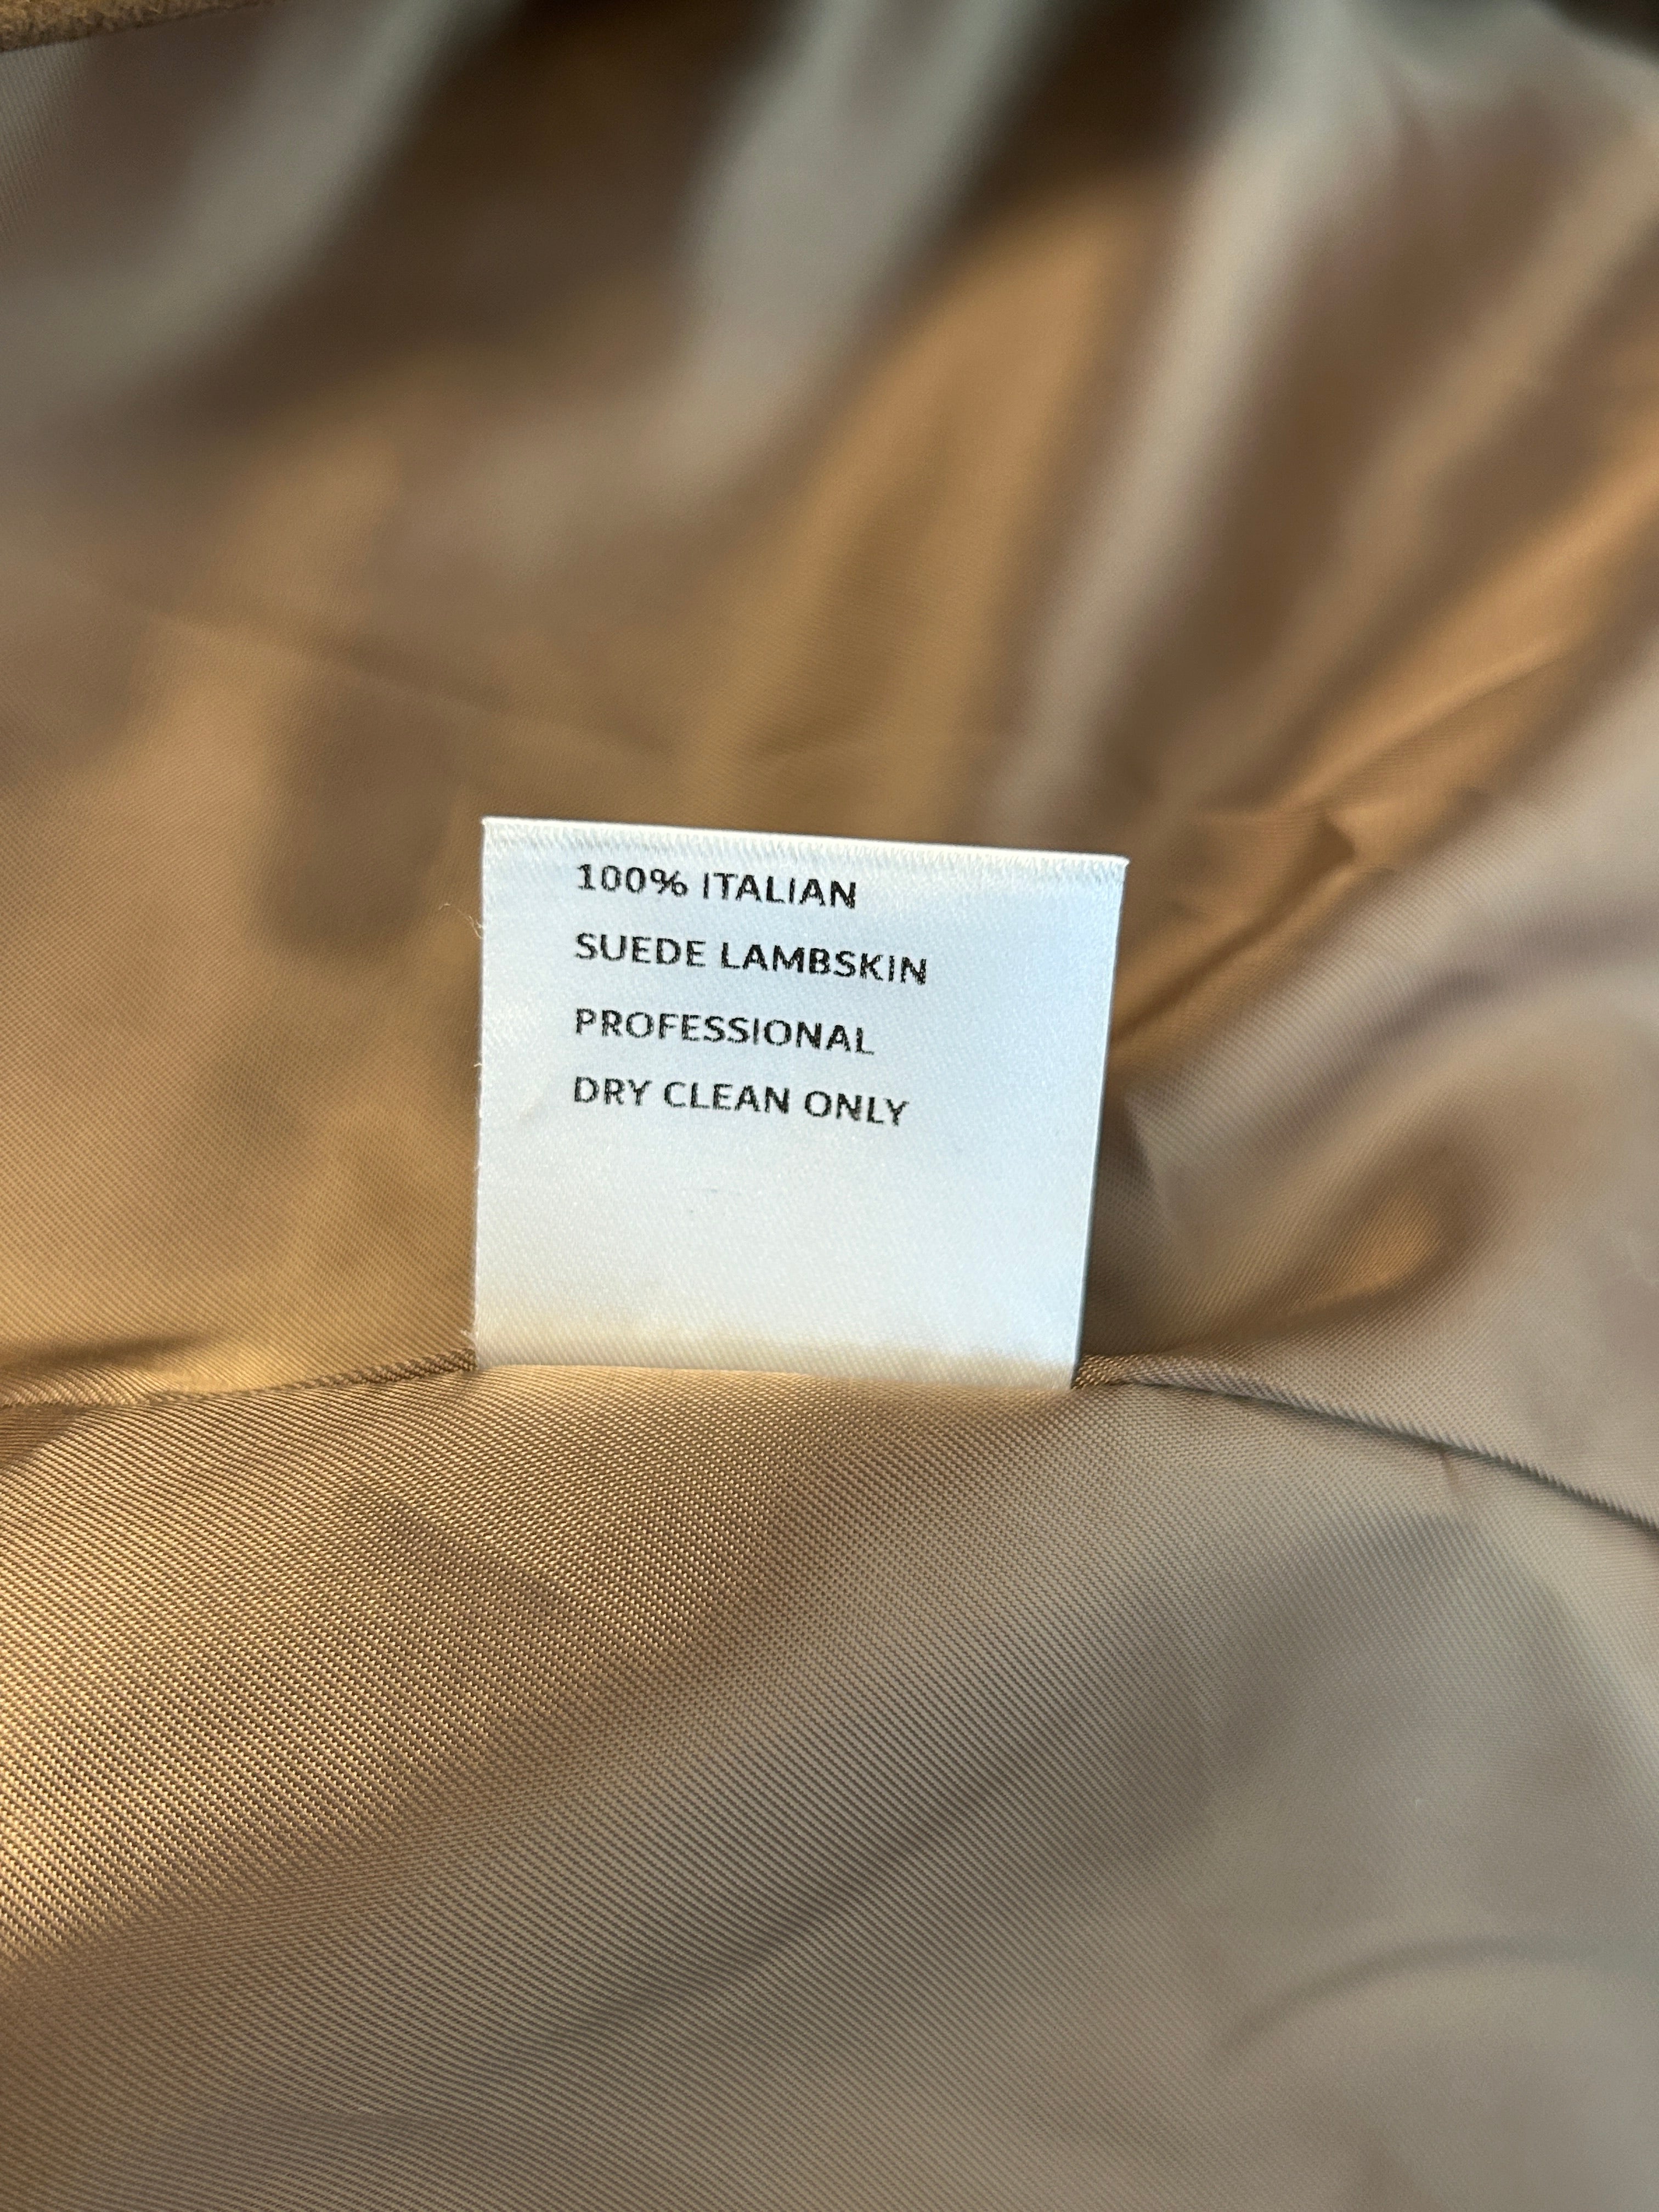 100% ITALIAN
SUEDE LAMBSKIN
PROFESSIONAL
DRY CLEAN ONLY